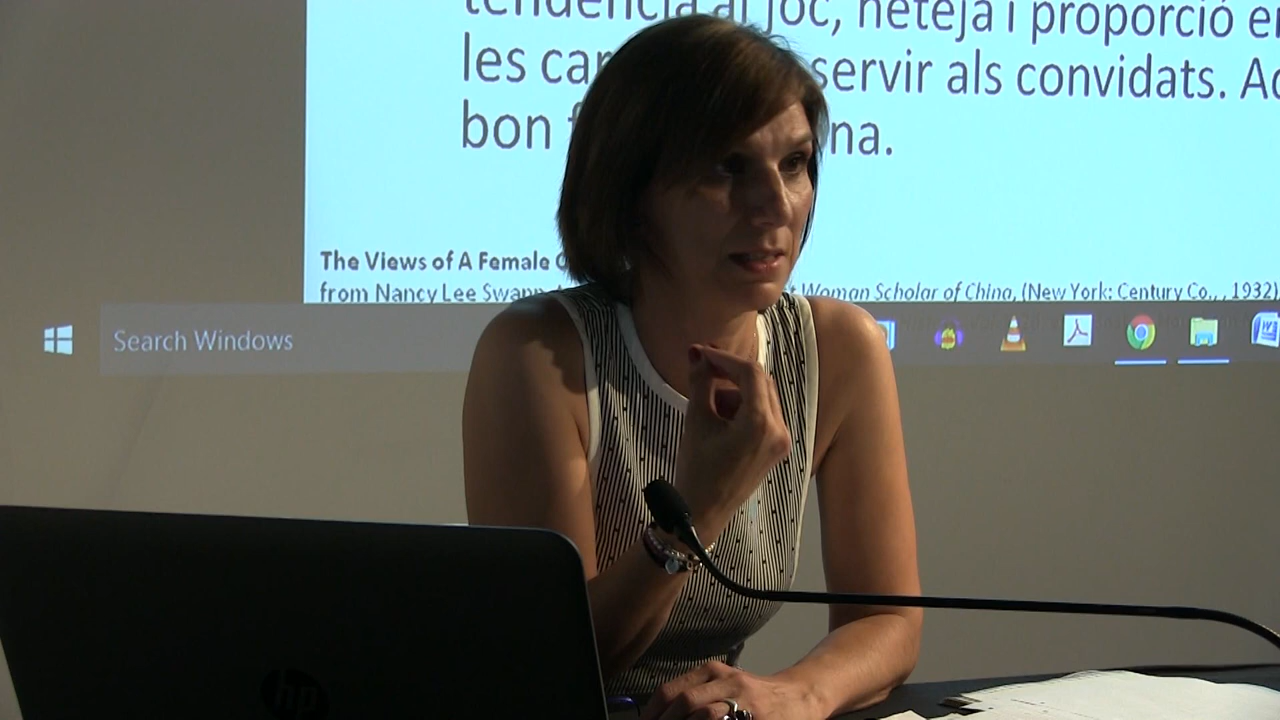 tendència al joc, neteja i proporció en
les car servir als convidats. Ac
bon f na.
The Views of A Female C
from Nancy Lee Swann t Woman Scholar of China, (New York: Century Co., , 1932)
Search Windows
hp